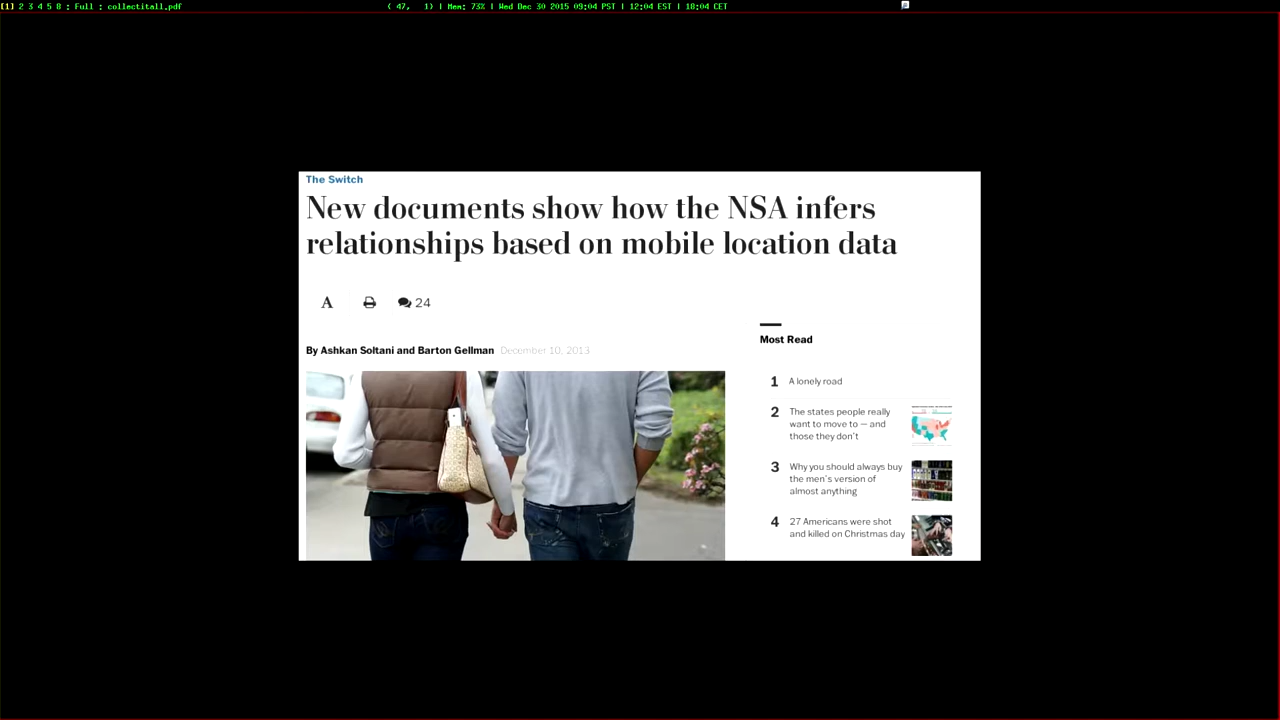 [1] 2 3 4 5 8 : Full : collectitall.pdf
( 47, 1) | Mem: 73% | Wed Dec 30 2015 09:04 PST | 12:04 EST | 18:04 CET
The Switch
New documents show how the NSA infers
relationships based on mobile location data
A
24
By Ashkan Soltani and Barton Gellman December 10, 2013
Most Read
1 A lonely road
2 The states people really
want to move to — and
those they don't
3 Why you should always buy
the men's version of
almost anything
4 27 Americans were shot
and killed on Christmas day